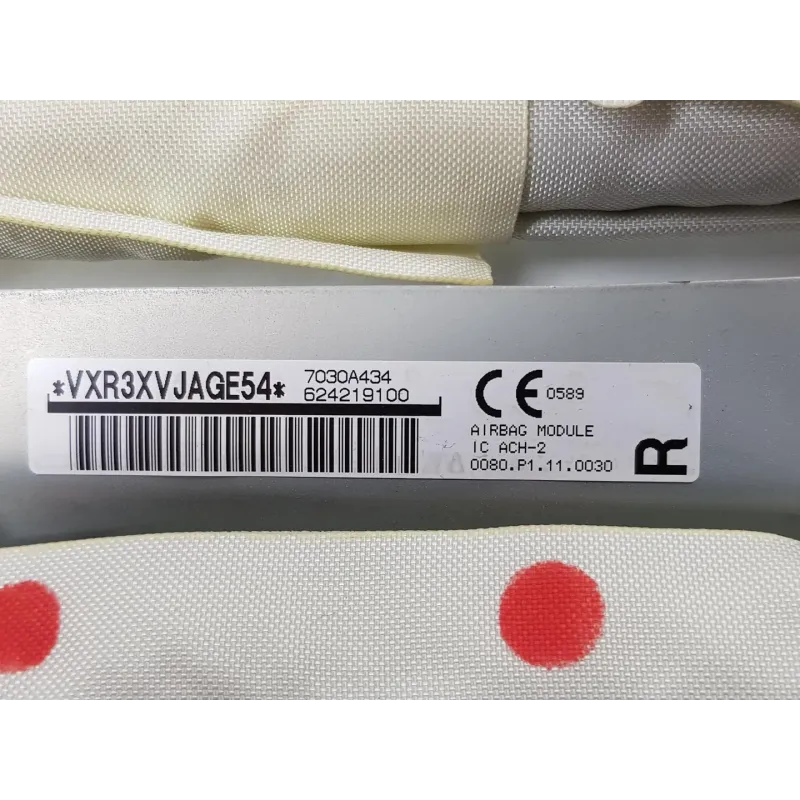 *VXR3XVJAGE54*
7030A434
624219100
CE 0589
AIRBAG MODULE
IC ACH-2
0080.P1.11.0030
R